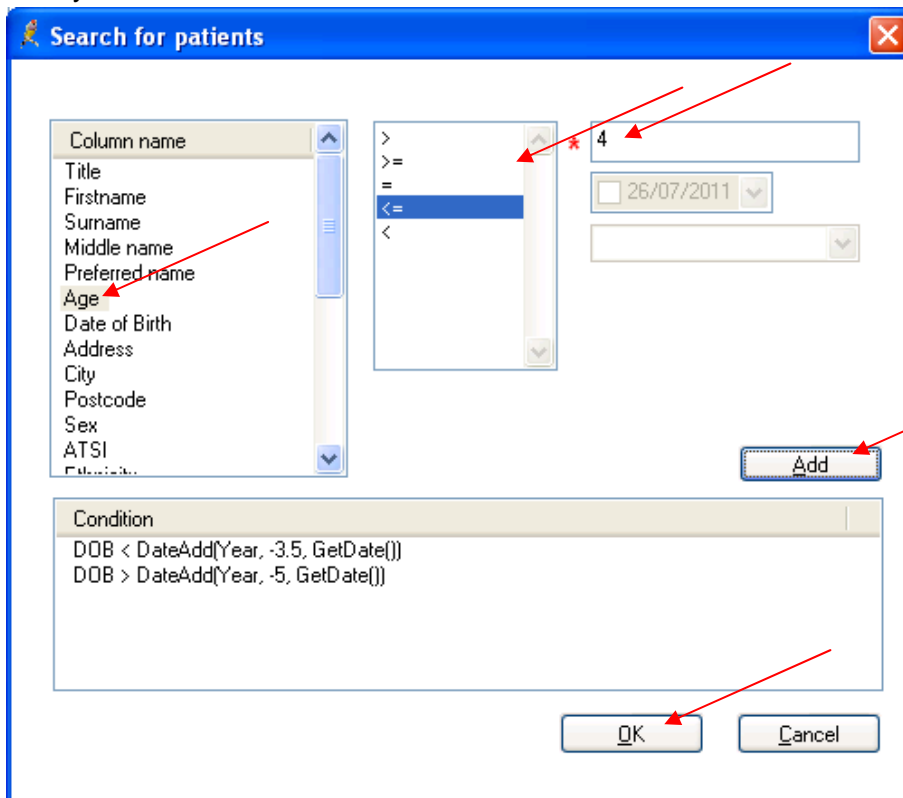 Search for patients
Column name
Title
Firstname
Surname
Middle name
Preferred name
Age
Date of Birth
Address
City
Postcode
Sex
ATSI
>
>=
=
<=
<
* 4
26/07/2011
Add
Condition
DOB < DateAdd(Year, -3.5, GetDate())
DOB > DateAdd(Year, -5, GetDate())
OK
Cancel